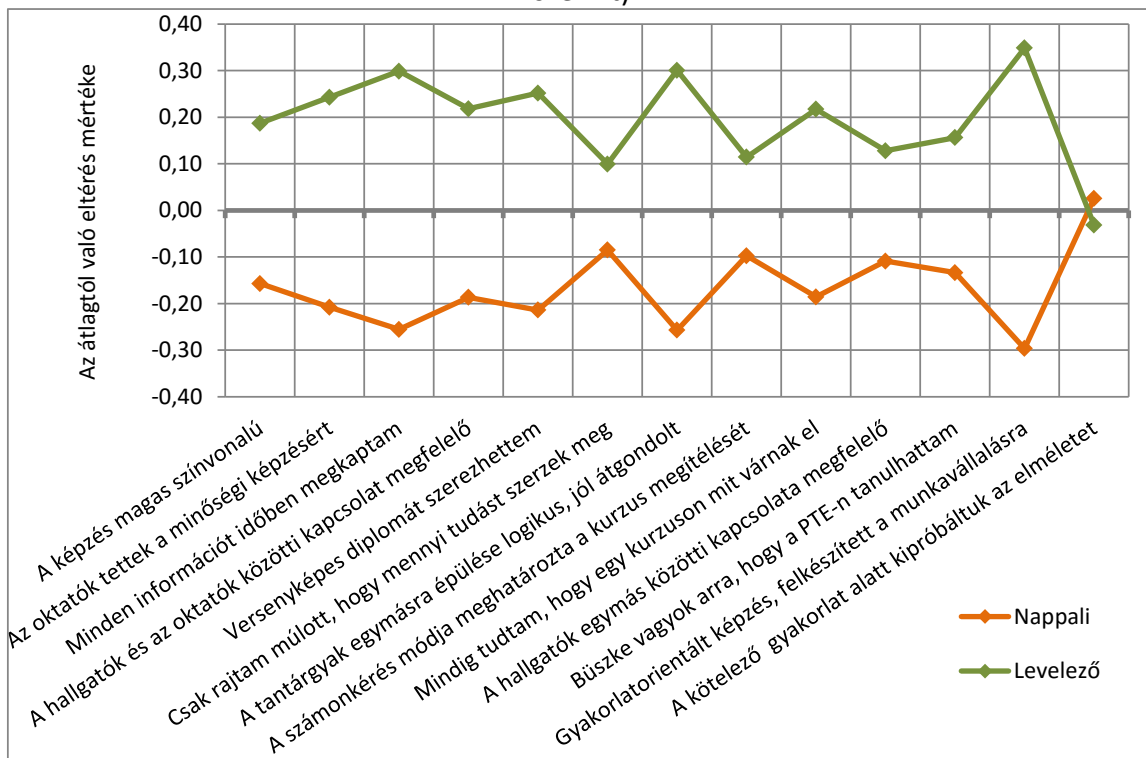 0,40
0,30
0,20
0,10
0,00
-0,10
-0,20
-0,30
-0,40
Az átlagtól való eltérés mértéke
A képzés magas színvonalú
Az oktatók tettek a minőségi képzésért
Minden információt időben megkaptam
A hallgatók és az oktatók közötti kapcsolat megfelelő
Versenyképes diplomát szerezhettem
Csak rajtam múlott, hogy mennyi tudást szerzek meg
A tantárgyak egymásra épülése logikus, jól átgondolt
A számonkérés módja meghatározta a kurzus megítélését
Mindig tudtam, hogy egy kurzuson mit várnak el
A hallgatók egymás közötti kapcsolata megfelelő
Büszke vagyok arra, hogy a PTE-n tanulhattam
Gyakorlatorientált képzés, felkészített a munkavállalásra
A kötelező gyakorlat alatt kipróbáltuk az elméletet
Nappali
Levelező